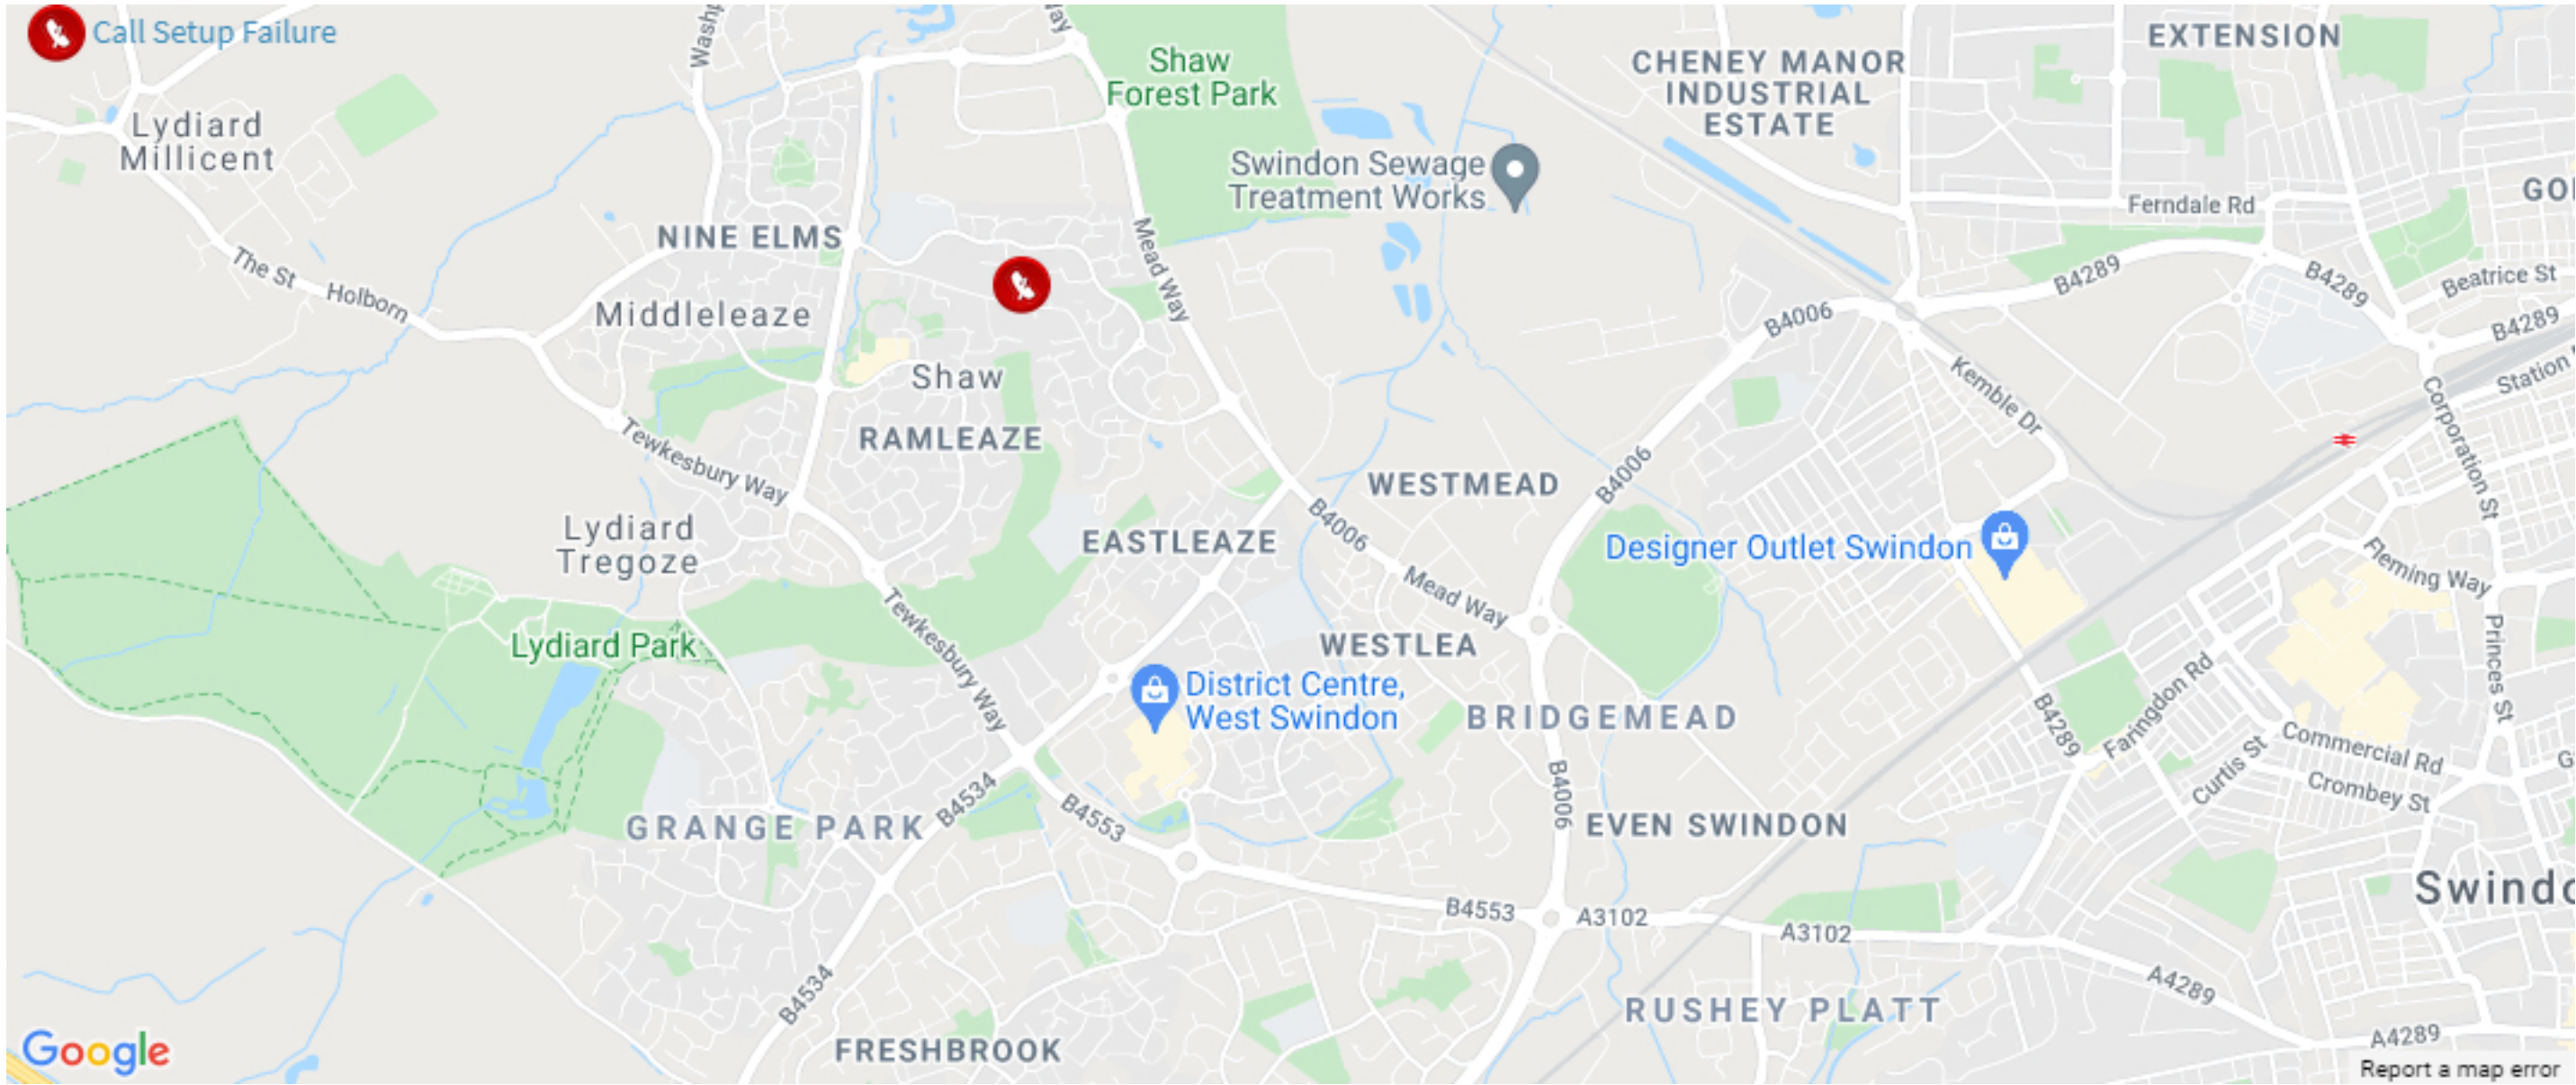 Call Setup Failure
Lydiard
Millicent
The St
Holborn
NINE ELMS
Middleleaze
Shaw
Forest Park
Mead Way
Swindon Sewage
Treatment Works
CHENEY MANOR
INDUSTRIAL
ESTATE
EXTENSION
Ferndale Rd
B4289
B4289
Beatrice St
B4289
Station
B4006
Kemble Dr
Corporation St
Shaw
RAMLEAZE
Tewkesbury Way
Lydiard
Tregoze
EASTLEAZE
WESTMEAD
B4006
B4006
Mead Way
Designer Outlet Swindon
Fleming Way
Princes St
Lydiard Park
Tewkesbury Way
WESTLEA
District Centre,
West Swindon
BRIDGEMEAD
B4289
Faringdon Rd
Commercial Rd
Curtis St
Crombey St
GRANGE PARK
B4534
B4553
B4006
EVEN SWINDON
Swindo
B4553
A3102
A3102
A4289
B4534
FRESHBROOK
RUSHEY PLATT
A4289
Google
Report a map error